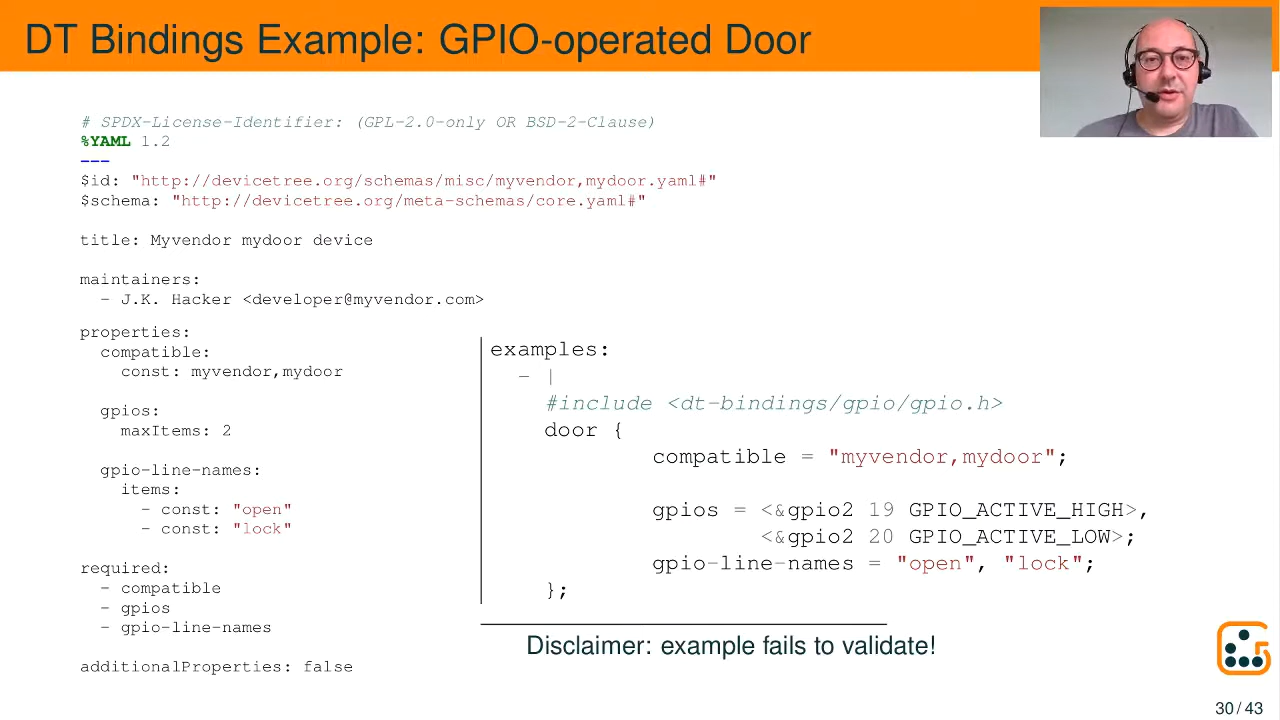 DT Bindings Example: GPIO-operated Door
# SPDX-License-Identifier: (GPL-2.0-only OR BSD-2-Clause)
%YAML 1.2
---
$id: "http://devicetree.org/schemas/misc/myvendor,mydoor.yaml#"
$schema: "http://devicetree.org/meta-schemas/core.yaml#"
title: Myvendor mydoor device
maintainers:
- J.K. Hacker <developer@myvendor.com>
properties:
compatible:
const: myvendor,mydoor
gpios:
maxItems: 2
gpio-line-names:
items:
- const: "open"
- const: "lock"
required:
- compatible
- gpios
- gpio-line-names
additionalProperties: false
examples:
- |
#include <dt-bindings/gpio/gpio.h>
door {
compatible = "myvendor,mydoor";
gpios = <&gpio2 19 GPIO_ACTIVE_HIGH>,
<&gpio2 20 GPIO_ACTIVE_LOW>;
gpio-line-names = "open", "lock";
};
Disclaimer: example fails to validate!
30 / 43